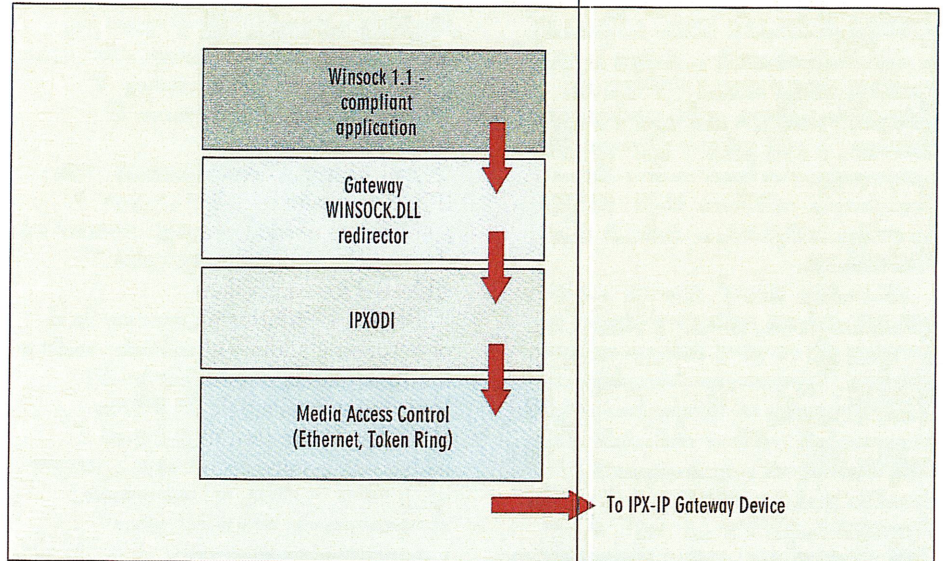 Winsock 1.1 -
compliant
application
Gateway
WINSOCK.DLL
redirector
IPXODI
Media Access Control
(Ethernet, Token Ring)
To IPX-IP Gateway Device